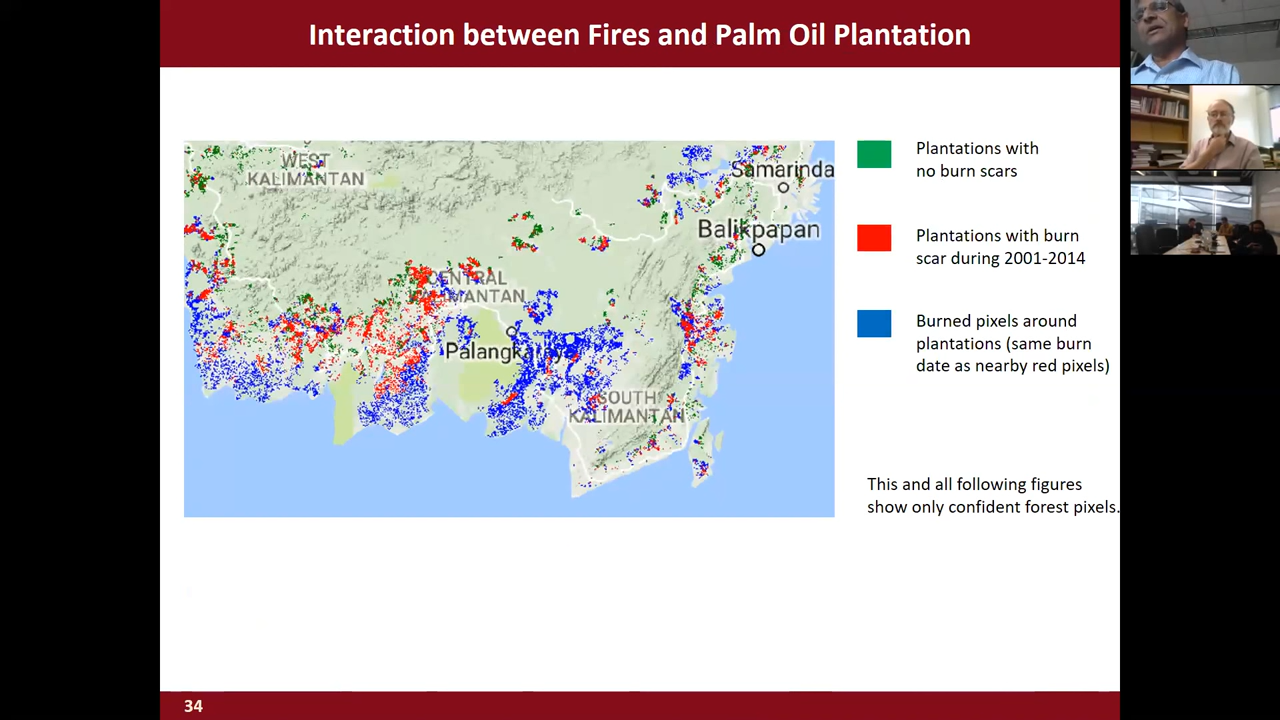 Interaction between Fires and Palm Oil Plantation
WEST
KALIMANTAN
Samarinda
Balikpapan
CENTRAL
KALIMANTAN
Palangkaraya
SOUTH
KALIMANTAN
Plantations with
no burn scars
Plantations with burn
scar during 2001-2014
Burned pixels around
plantations (same burn
date as nearby red pixels)
This and all following figures
show only confident forest pixels.
34